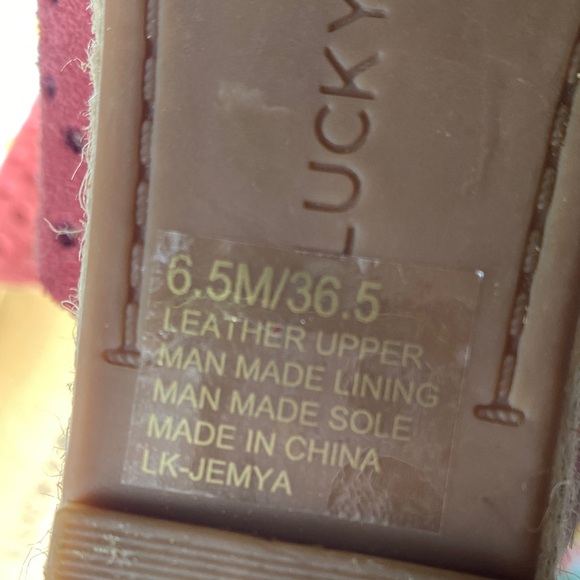 LUCKY
6.5M/36.5
LEATHER UPPER
MAN MADE LINING
MAN MADE SOLE
MADE IN CHINA
LK-JEMYA